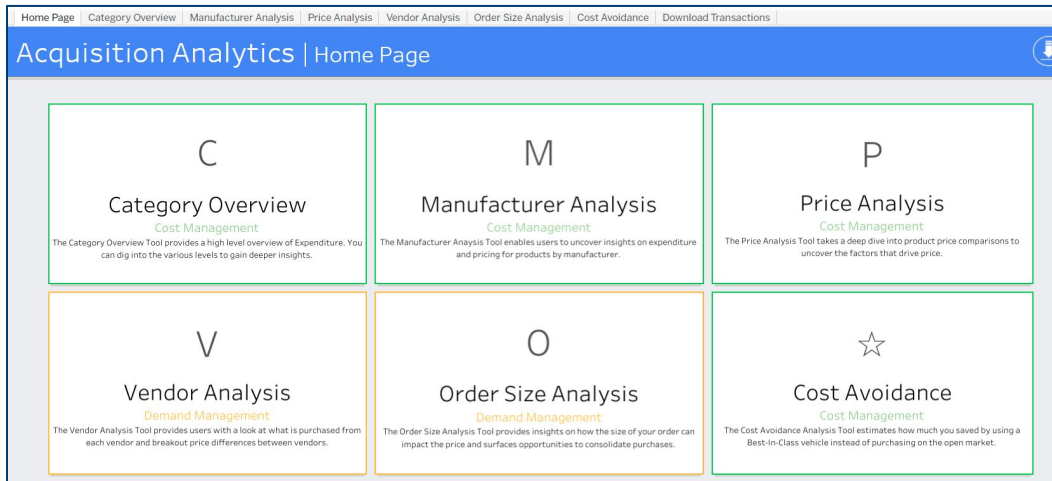 Home Page Category Overview Manufacturer Analysis Price Analysis Vendor Analysis Order Size Analysis Cost Avoidance Download Transactions
Acquisition Analytics | Home Page
C
Category Overview
Cost Management
The Category Overview Tool provides a high level overview of Expenditure. You
can dig into the various levels to gain deeper insights.
M
Manufacturer Analysis
Cost Management
The Manufacturer Anaysis Tool enables users to uncover insights on expenditure
and pricing for products by manufacturer.
P
Price Analysis
Cost Management
The Price Analysis Tool takes a deep dive into product price comparisons to
uncover the factors that drive price.
V
Vendor Analysis
Demand Management
The Vendor Analysis Tool provides users with a look at what is purchased from
each vendor and breakout price differences between vendors.
O
Order Size Analysis
Demand Management
The Order Size Analysis Tool provides insights on how the size of your order can
impact the price and surfaces opportunities to consolidate purchases.
Cost Avoidance
Cost Management
The Cost Avoidance Analysis Tool estimates how much you saved by using a
Best-In-Class vehicle instead of purchasing on the open market.